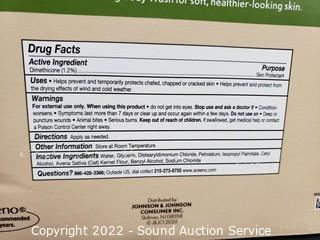 Wash for soft, healthier-looking skin.
Drug Facts
Active Ingredient Purpose
Dimethicone (1.2%) Skin Protectant
Uses • Helps prevent and temporarily protects chafed, chapped or cracked skin • Helps prevent and protect from
the drying effects of wind and cold weather
Warnings
For external use only. When using this product • do not get into eyes. Stop use and ask a doctor if • Condition
worsens • Symptoms last more than 7 days or clear up and occur again within a few days. Do not use on • Deep or
puncture wounds • Animal bites • Serious burns. Keep out of reach of children. If swallowed, get medical help or contact
a Poison Control Center right away.
Directions Apply as needed.
Other Information Store at Room Temperature.
Inactive Ingredients Water, Glycerin, Distearyldimonium Chloride, Petrolatum, Isopropyl Palmitate, Cetyl
Alcohol, Avena Sativa (Oat) Kernel Flour, Benzyl Alcohol, Sodium Chloride
Questions? 866-428-3366; Outside US, dial collect 215-273-8755 www.aveeno.com
Distributed by:
JOHNSON & JOHNSON
CONSUMER INC.
Skillman, NJ 08558
© J&JCI 2020
eno®
commended
years.
Copyright 2022 - Sound Auction Service